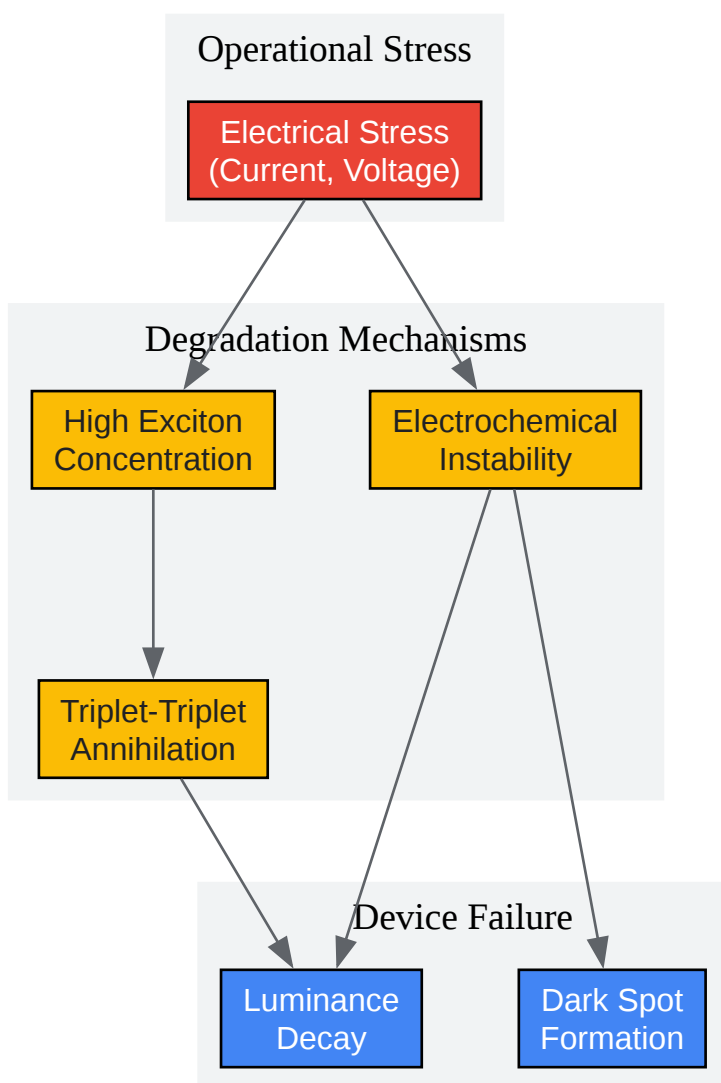 Operational Stress
Electrical Stress
(Current, Voltage)
Degradation Mechanisms
High Exciton
Concentration
Electrochemical
Instability
Triplet-Triplet
Annihilation
Device Failure
Luminance
Decay
Dark Spot
Formation